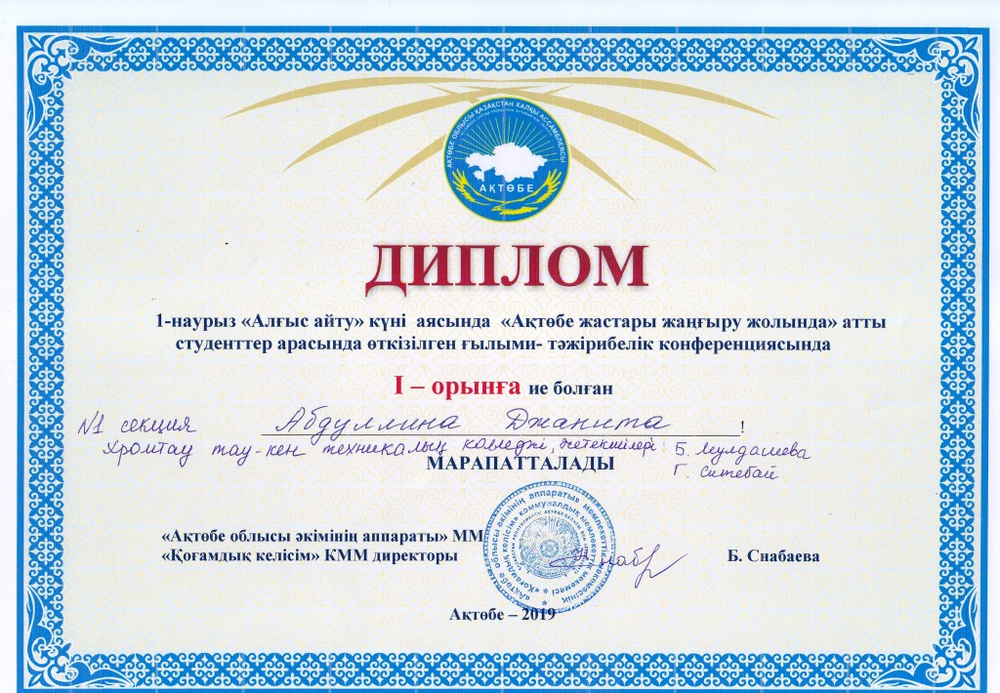 АҚТӨБЕ ОБЛЫСЫ ҚАЗАҚСТАН ХАЛҚЫ АССАМБЛЕЯСЫ
АҚТӨБЕ
ДИПЛОМ
1-наурыз «Алғыс айту» күні аясында «Ақтөбе жастары жаңғыру жолында» атты
студенттер арасында өткізілген ғылыми- тәжірибелік конференциясында
I – орынға ие болған
№1 секция Абдуллина Джанита !
Хромтау тау-кен техникалық колледжі, жетекшілері: Б. Мулдашева
Г. Ситебай
МАРАПАТТАЛАДЫ
«Ақтөбе облысы әкімінің аппараты» ММ
«Қоғамдық келісім» КММ директоры Б. Снабаева
Ақтөбе – 2019